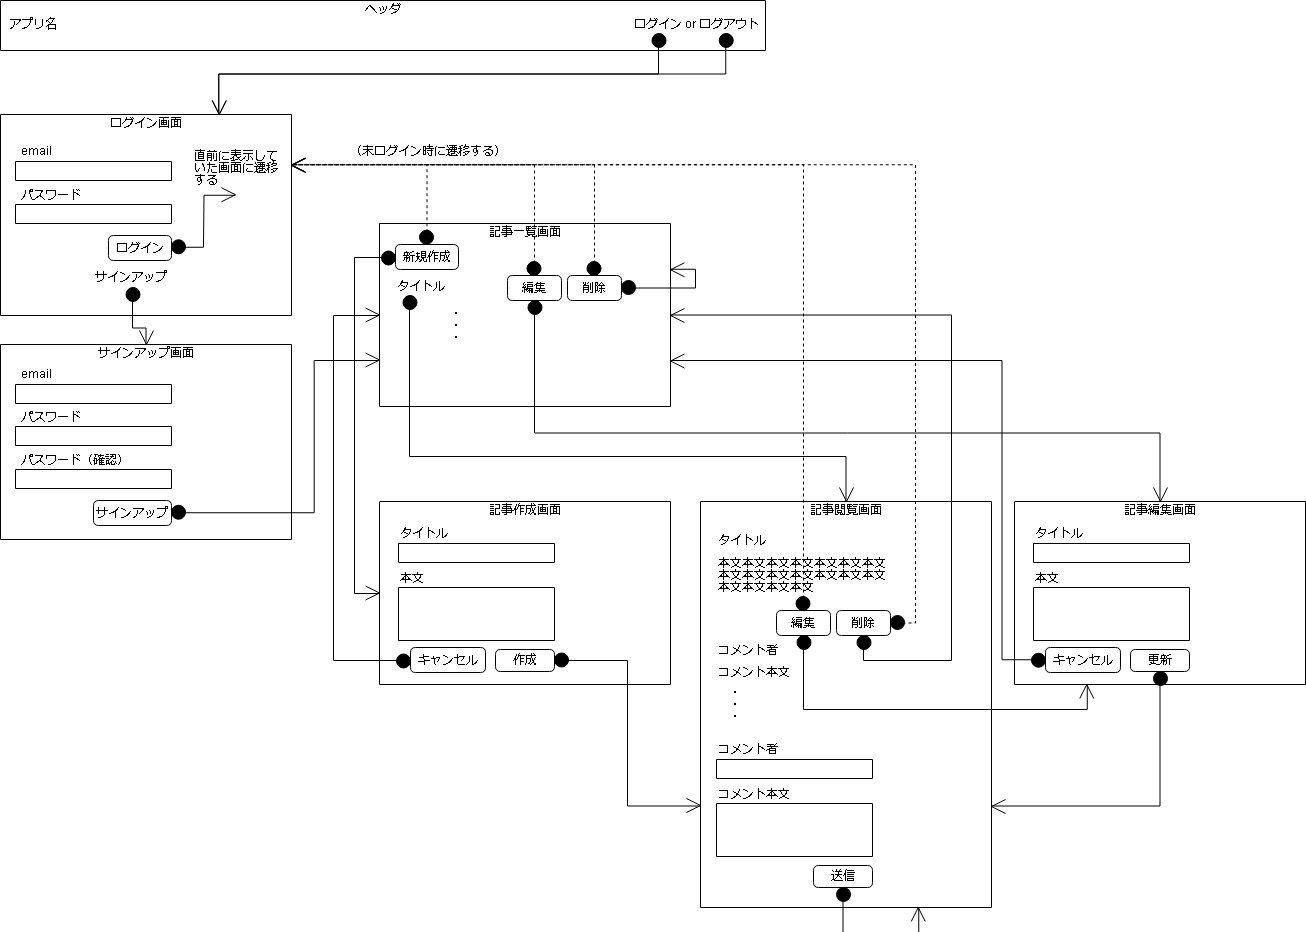 ヘッダ
アプリ名
ログイン or ログアウト
ログイン画面
email
直前に表示して
いた画面に遷移
する
パスワード
ログイン
サインアップ
(未ログイン時に遷移する)
記事一覧画面
新規作成
タイトル
編集
削除
・
・
・
サインアップ画面
email
パスワード
パスワード(確認)
サインアップ
記事作成画面
タイトル
本文
キャンセル
作成
記事閲覧画面
タイトル
本文本文本文本文本文本文本文
本文本文本文本文本文本文本文
本文本文本文本文
編集
削除
コメント者
コメント本文
・
・
・
コメント者
コメント本文
送信
記事編集画面
タイトル
本文
キャンセル
更新